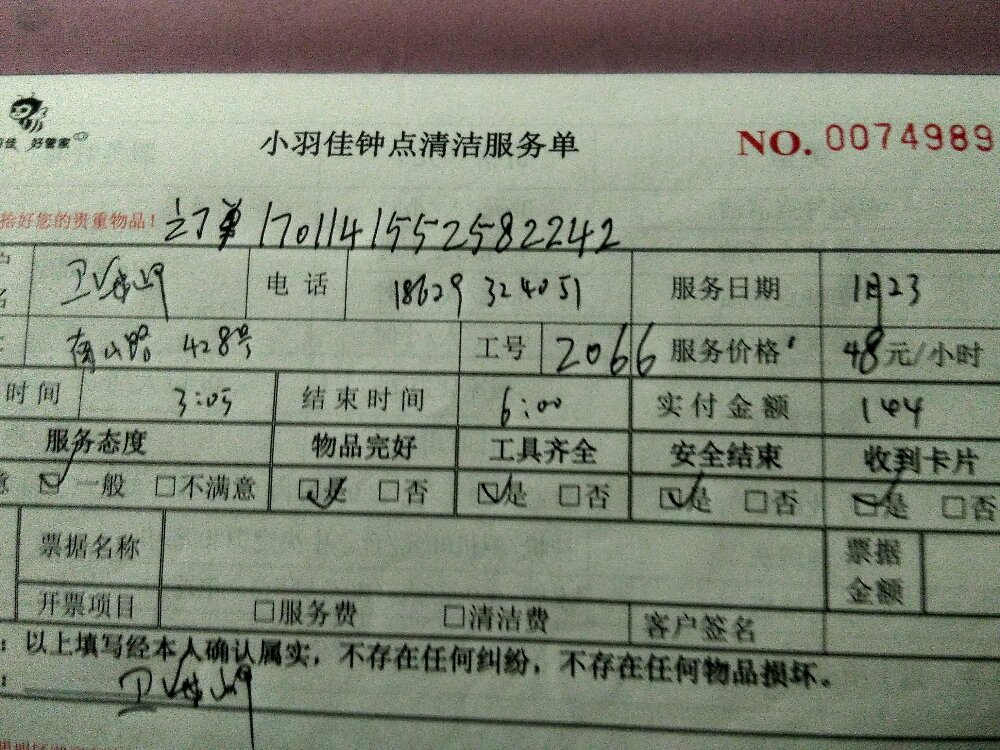 佳 好管家
小羽佳钟点清洁服务单 NO. 0074989
拾好您的贵重物品!
订单 1701141552582242
电话 18629324051 服务日期 1月23
南山路 428号 工号 2066 服务价格 48元/小时
时间 3:05 结束时间 6:00 实付金额 144
服务态度 物品完好 工具齐全 安全结束 收到卡片
意 ☑一般 □不满意 ☑是 □否 ☑是 □否 ☑是 □否 ☑是 □否
票据名称 票据金额
开票项目 □服务费 □清洁费 客户签名
:以上填写经本人确认属实,不存在任何纠纷,不存在任何物品损坏。